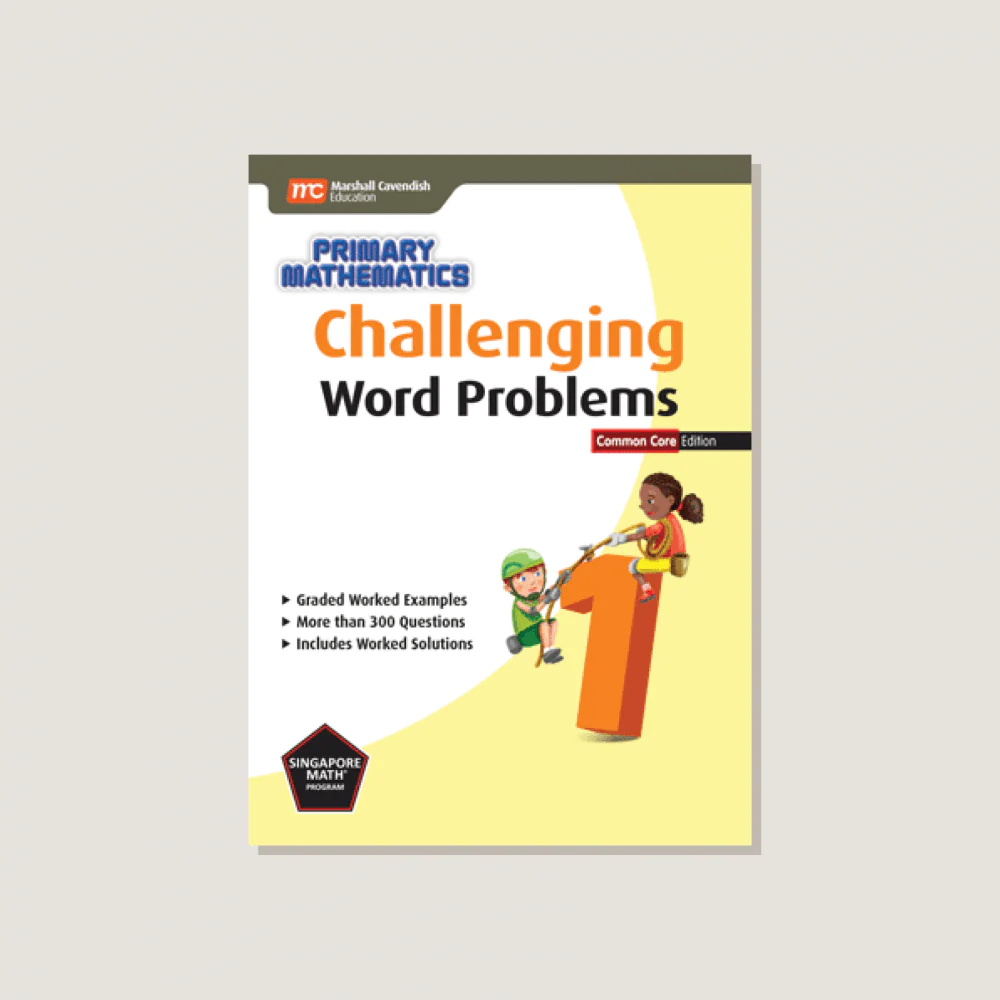 mc Marshall Cavendish
Education
PRIMARY
MATHEMATICS
Challenging
Word Problems
Common Core Edition
1
▶ Graded Worked Examples
▶ More than 300 Questions
▶ Includes Worked Solutions
SINGAPORE
MATH®
PROGRAM